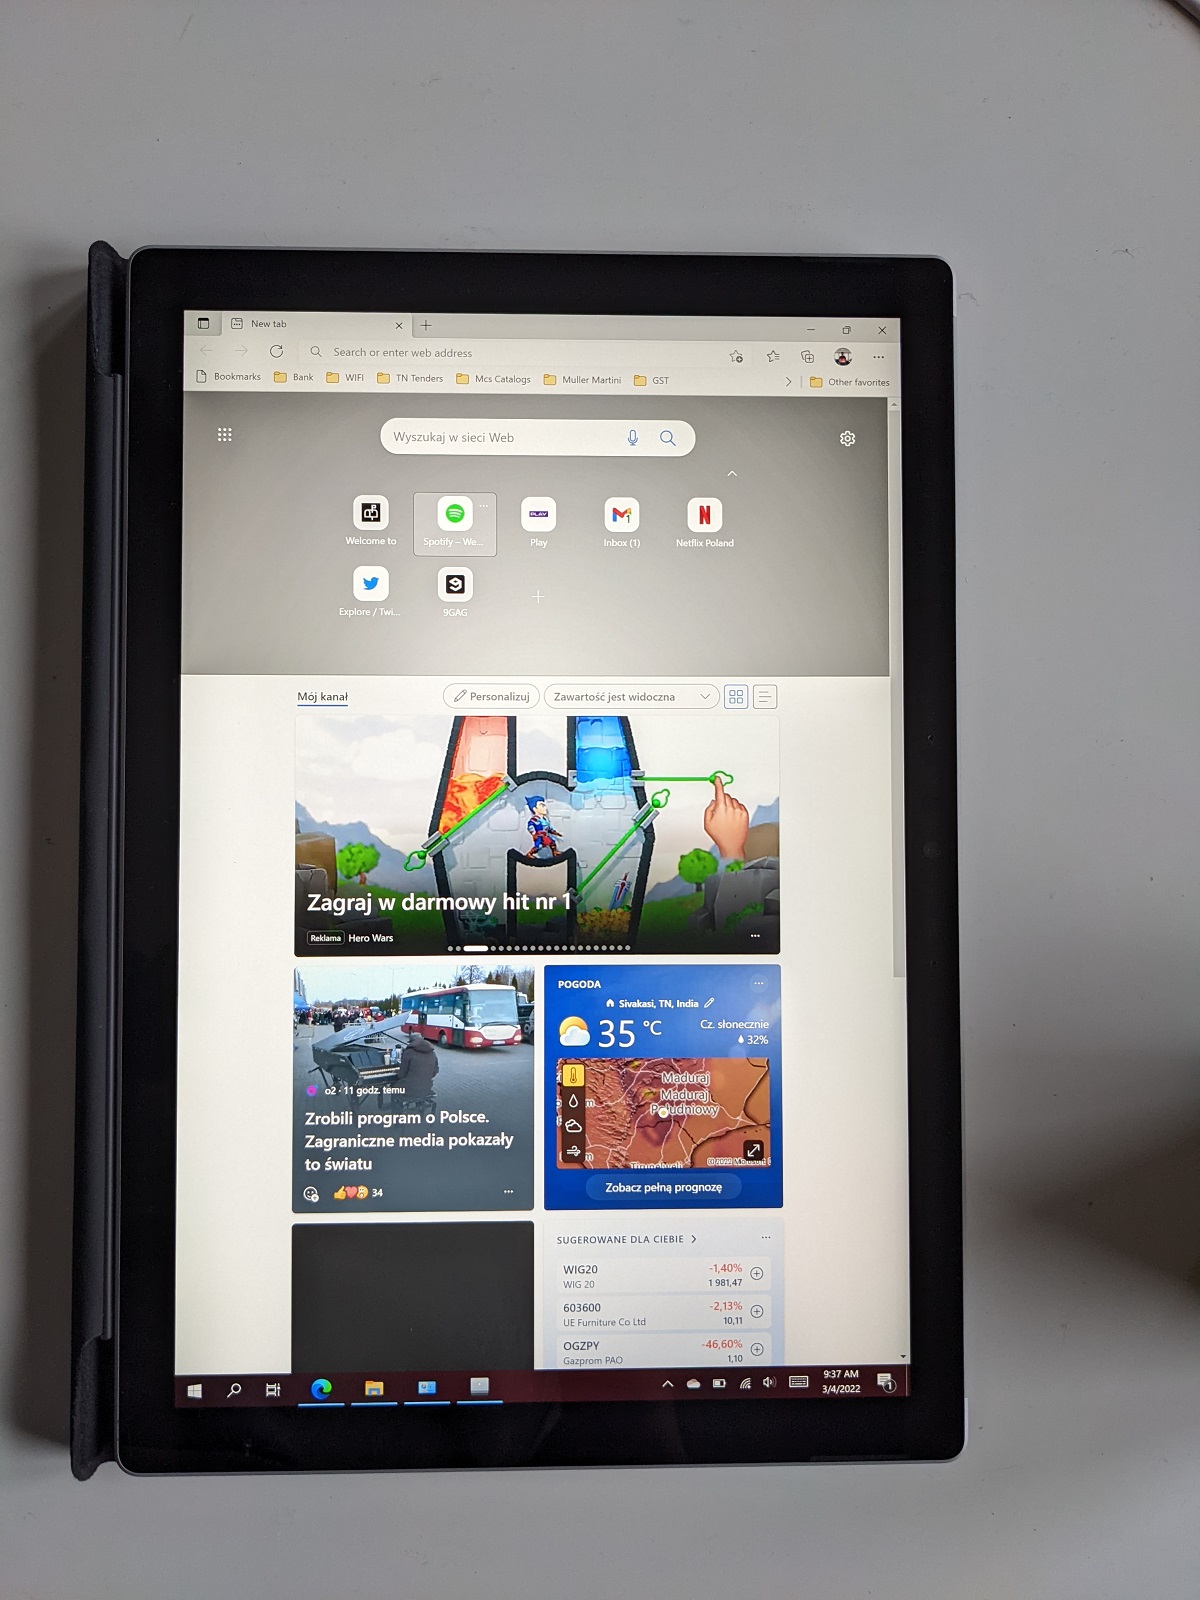 New tab
Search or enter web address
Bookmarks Bank WIFI TN Tenders Mcs Catalogs Muller Martini GST Other favorites
Wyszukaj w sieci Web
PLAY
1
N
Welcome to Spotify – We... Play Inbox (1) Netflix Poland
Explore / Twi... 9GAG
Mój kanał Personalizuj Zawartość jest widoczna
Zagraj w darmowy hit nr 1
Reklama Hero Wars
o2 · 11 godz. temu
Zrobili program o Polsce.
Zagraniczne media pokazały
to światu
34
POGODA
Sivakasi, TN, India
35 °C
Cz. słonecznie
32%
Maduraj
Maduraj
Południowy
Zobacz pełną prognozę
SUGEROWANE DLA CIEBIE
WIG20 -1,40%
WIG 20 1 981,47
603600 -2,13%
UE Furniture Co Ltd 10,11
OGZPY -46,60%
Gazprom PAO 1,10
9:37 AM
3/4/2022
1